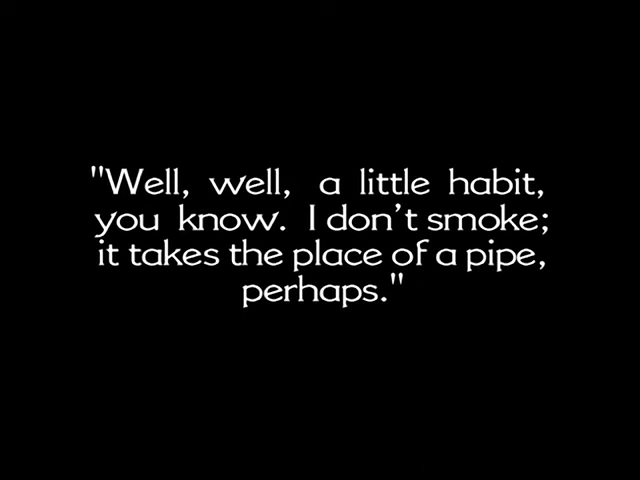 "Well, well, a little habit,
you know. I don't smoke;
it takes the place of a pipe,
perhaps."